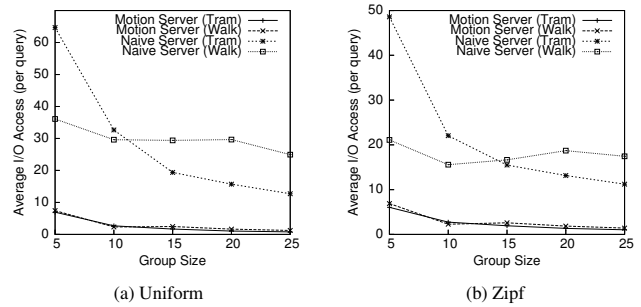 Average I/O Access (per query)
70
60
50
40
30
20
10
0
Motion Server (Tram)
Motion Server (Walk)
Naive Server (Tram)
Naive Server (Walk)
5 10 15 20 25
Group Size
(a) Uniform
Average I/O Access (per query)
50
40
30
20
10
0
Motion Server (Tram)
Motion Server (Walk)
Naive Server (Tram)
Naive Server (Walk)
5 10 15 20 25
Group Size
(b) Zipf